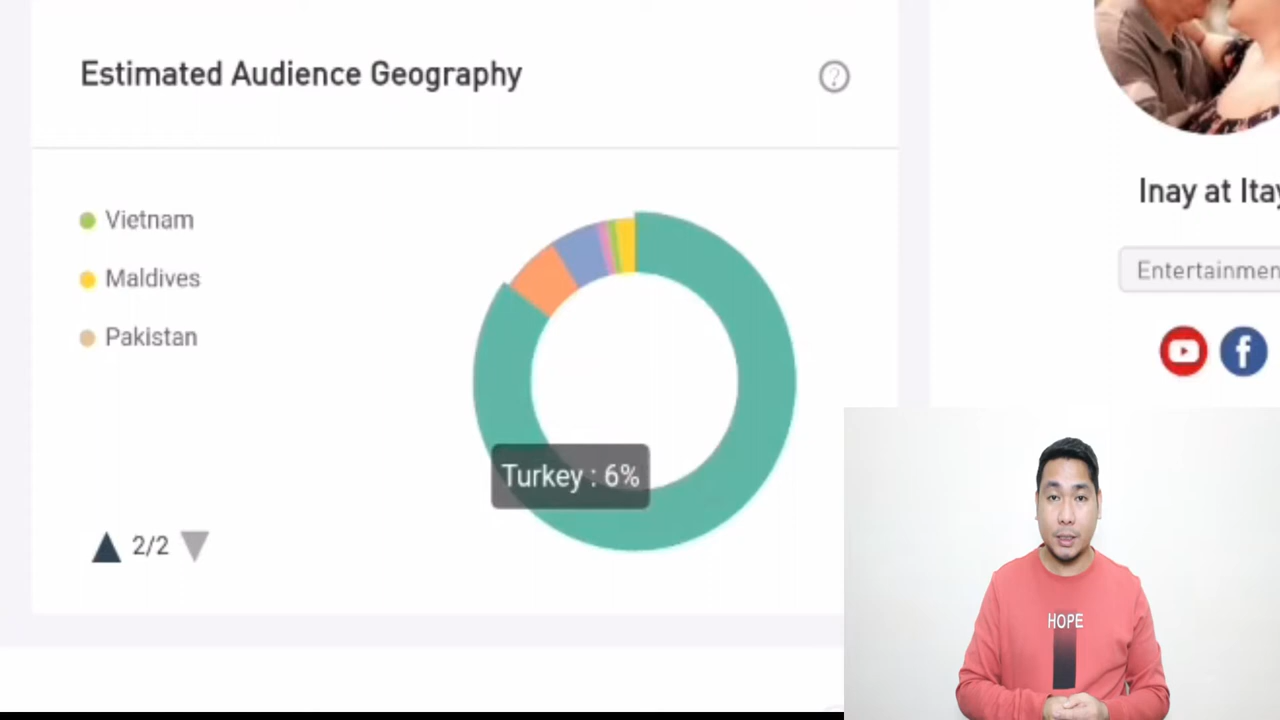 Estimated Audience Geography
?
Vietnam
Maldives
Pakistan
Turkey : 6%
2/2
Inay at Itay
Entertainmen
HOPE